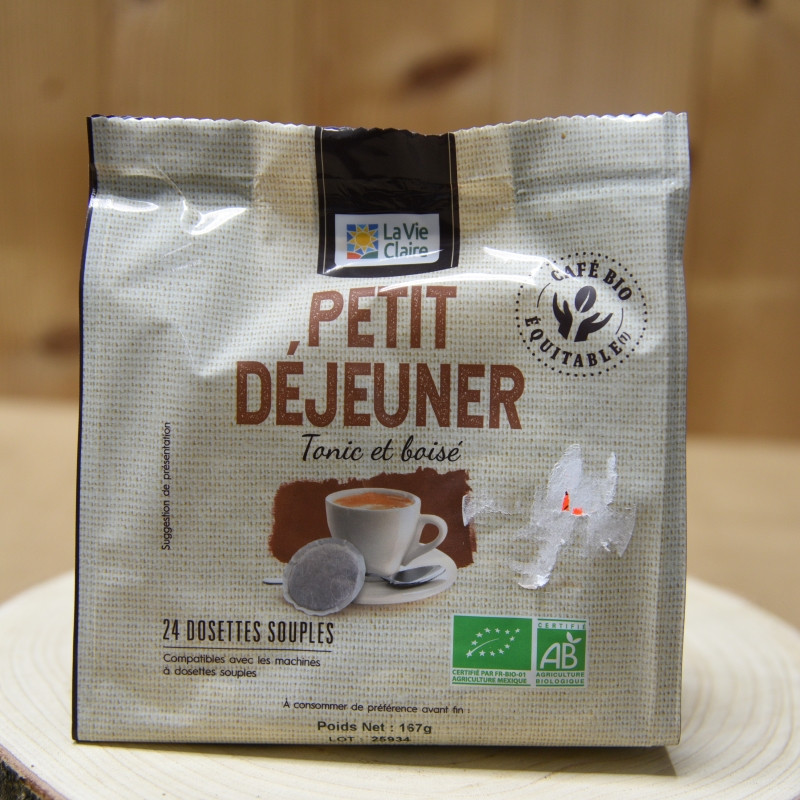 La Vie
Claire
CAFÉ BIO
ÉQUITABLE(1)
PETIT
DÉJEUNER
Tonic et boisé
Suggestion de présentation
24 DOSETTES SOUPLES
Compatibles avec les machines
à dosettes souples
CERTIFIÉ PAR FR-BIO-01
AGRICULTURE MEXIQUE
CERTIFIÉ
AB
AGRICULTURE
BIOLOGIQUE
À consommer de préférence avant fin :
Poids Net : 167g
LOT : 25934